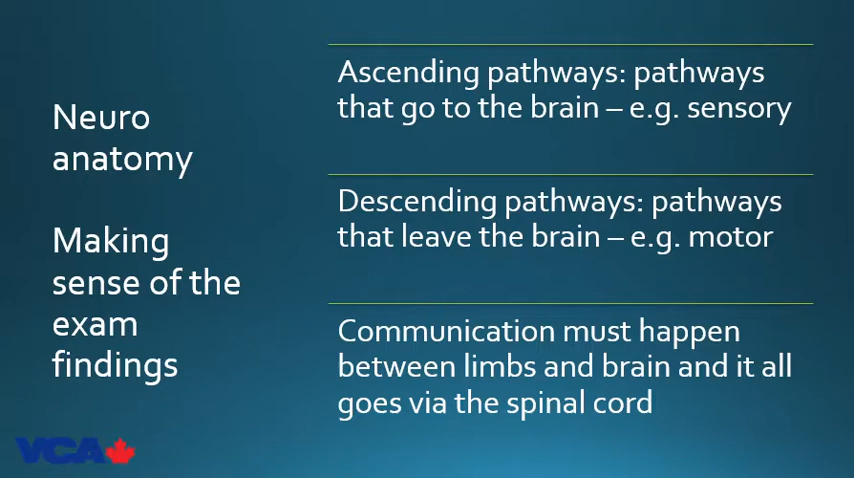 Neuro
anatomy
Making
sense of the
exam
findings
Ascending pathways: pathways
that go to the brain – e.g. sensory
Descending pathways: pathways
that leave the brain – e.g. motor
Communication must happen
between limbs and brain and it all
goes via the spinal cord
VCA